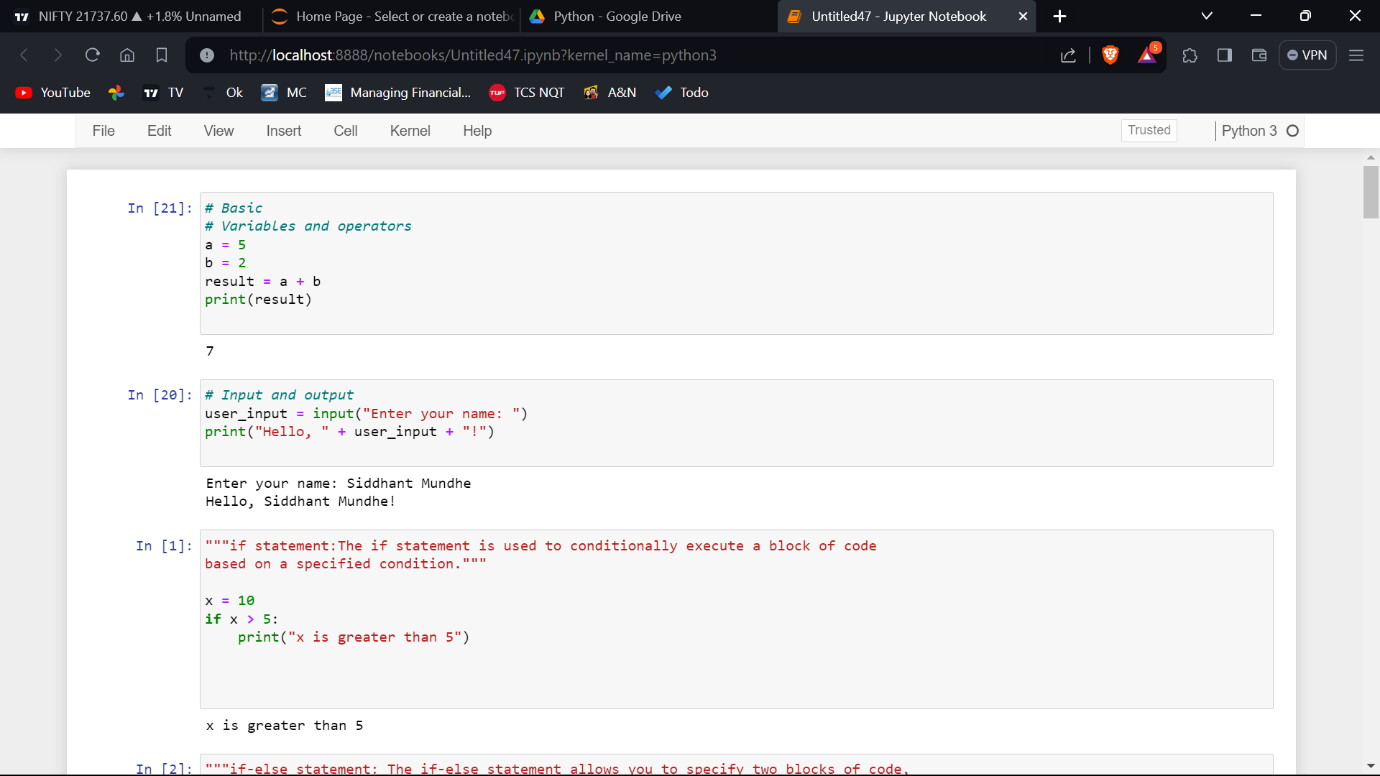 NIFTY 21737.60 ▲ +1.8% Unnamed
Home Page - Select or create a noteb
Python - Google Drive
Untitled47 - Jupyter Notebook
http://localhost:8888/notebooks/Untitled47.ipynb?kernel_name=python3
5
VPN
YouTube
TV
Ok
MC
Managing Financial...
TCS NQT
A&N
Todo
File Edit View Insert Cell Kernel Help
Trusted
Python 3
In [21]: # Basic
# Variables and operators
a = 5
b = 2
result = a + b
print(result)
7
In [20]: # Input and output
user_input = input("Enter your name: ")
print("Hello, " + user_input + "!")
Enter your name: Siddhant Mundhe
Hello, Siddhant Mundhe!
In [1]: """if statement:The if statement is used to conditionally execute a block of code
based on a specified condition."""
x = 10
if x > 5:
    print("x is greater than 5")
x is greater than 5
In [2]: """if-else statement: The if-else statement allows you to specify two blocks of code,